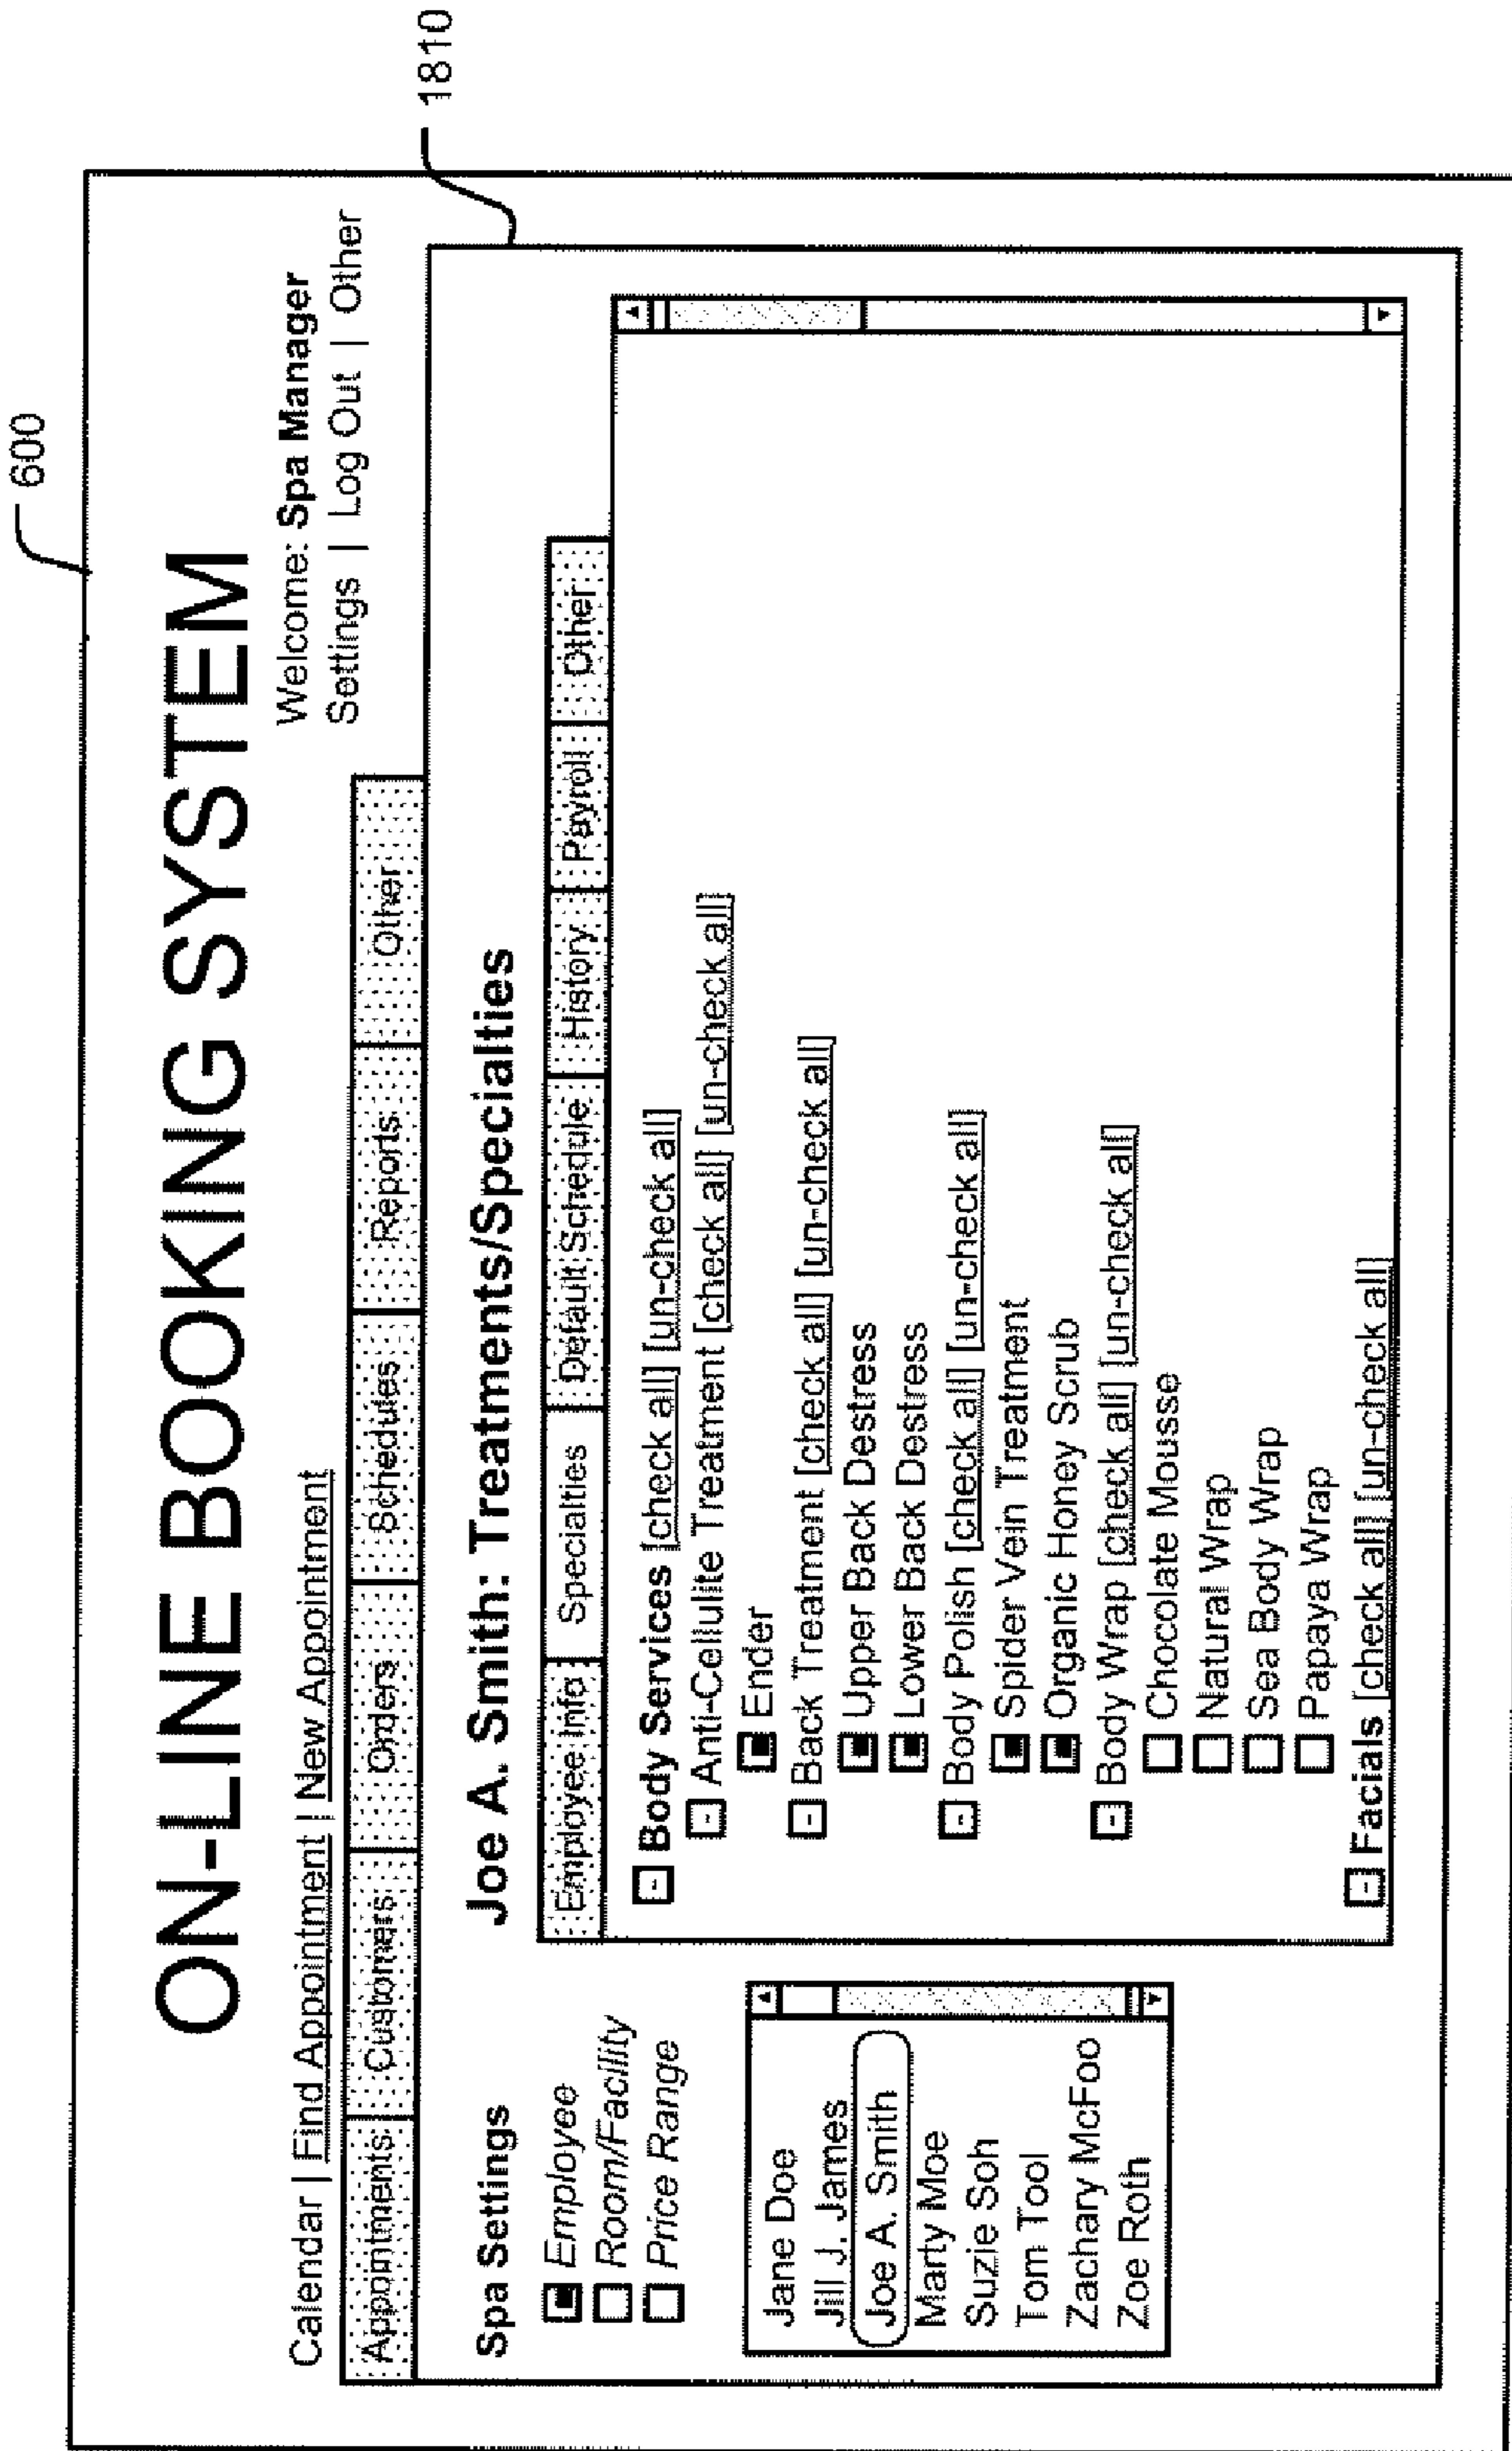 600
ON-LINE BOOKING SYSTEM
Welcome: Spa Manager
Calendar | Find Appointment | New Appointment
Settings | Log Out | Other
Appointments Customers Orders Schedules Reports Other
1810
Spa Settings
Employee
Room/Facility
Price Range
Jane Doe
Jill J. James
Joe A. Smith
Marty Moe
Suzie Soh
Tom Tool
Zachary McFoo
Zoe Roth
Joe A. Smith: Treatments/Specialties
Employee Info Specialties Default Schedule History Payroll Other
[-] Body Services [check all] [un-check all]
[-] Anti-Cellulite Treatment [check all] [un-check all]
Ender
[-] Back Treatment [check all] [un-check all]
Upper Back Destress
Lower Back Destress
[-] Body Polish [check all] [un-check all]
Spider Vein Treatment
Organic Honey Scrub
[-] Body Wrap [check all] [un-check all]
Chocolate Mousse
Natural Wrap
Sea Body Wrap
Papaya Wrap
[-] Facials [check all] [un-check all]